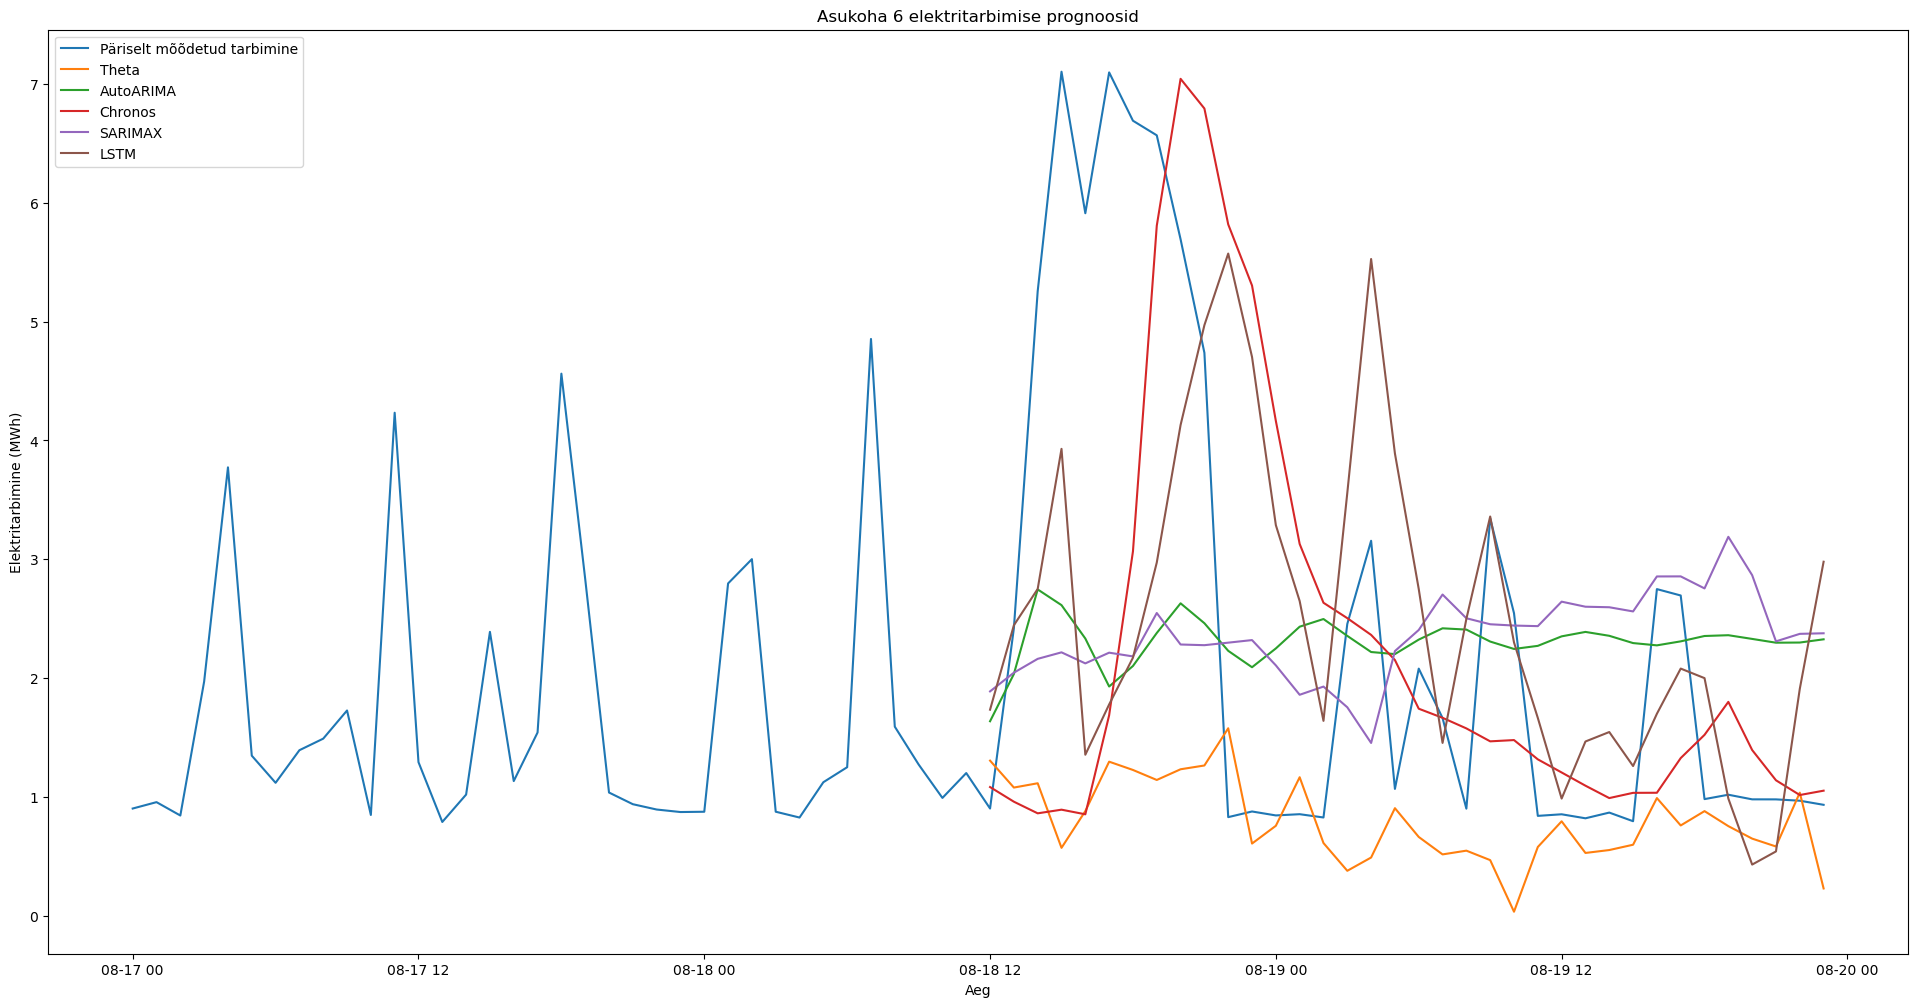 Asukoha 6 elektritarbimise prognoosid
Päriselt mõõdetud tarbimine
Theta
AutoARIMA
Chronos
SARIMAX
LSTM
Elektritarbimine (MWh)
7
6
5
4
3
2
1
0
08-17 00
08-17 12
08-18 00
08-18 12
08-19 00
08-19 12
08-20 00
Aeg